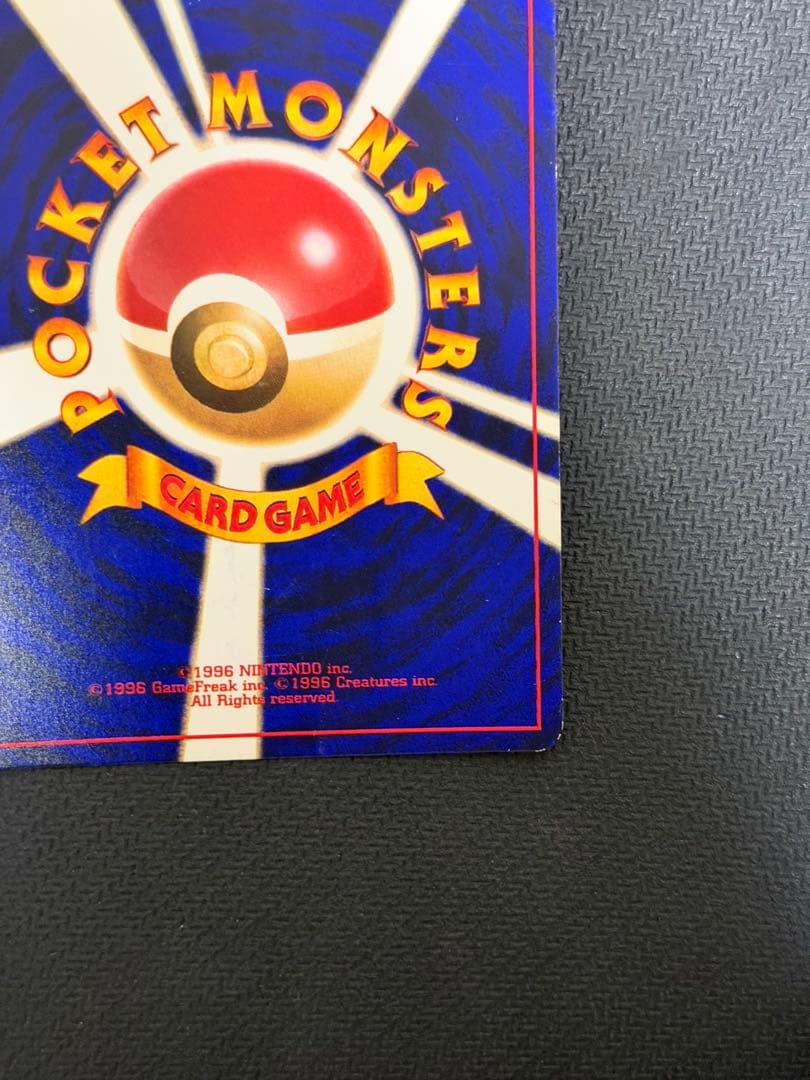 POCKET MONSTERS
CARD GAME
©1996 NINTENDO inc.
©1996 GameFreak inc. ©1996 Creatures inc.
All Rights reserved.